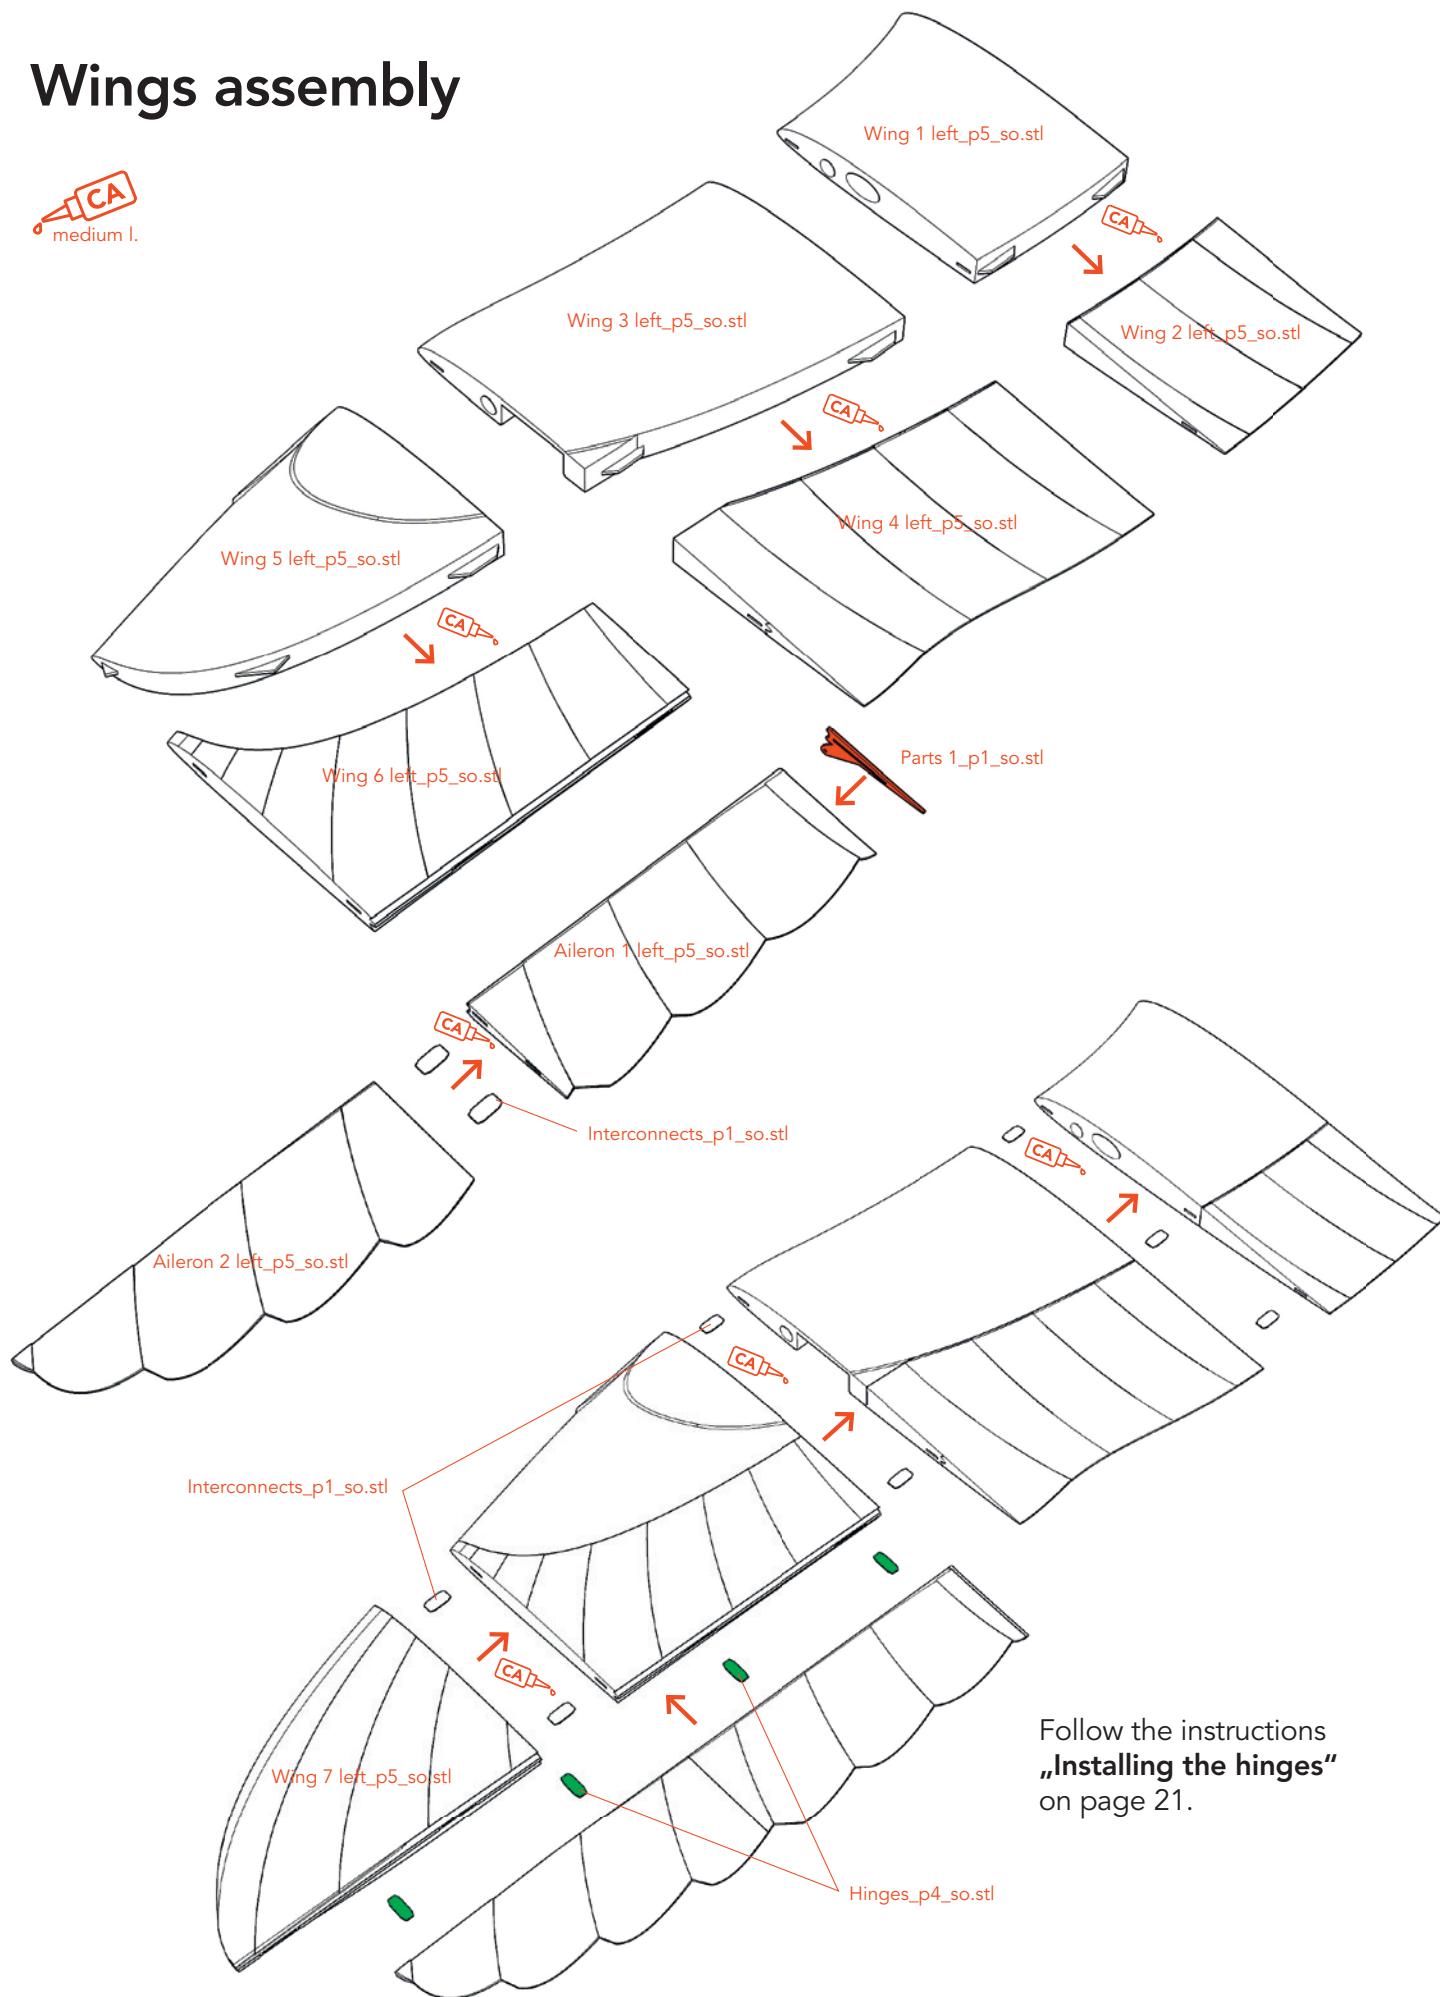 Wings assembly
CA
medium l.
Wing 1 left_p5_so.stl
CA
Wing 3 left_p5_so.stl
Wing 2 left_p5_so.stl
CA
Wing 4 left_p5_so.stl
Wing 5 left_p5_so.stl
CA
Parts 1_p1_so.stl
Wing 6 left_p5_so.stl
Aileron 1 left_p5_so.stl
CA
Interconnects_p1_so.stl
CA
Aileron 2 left_p5_so.stl
CA
Interconnects_p1_so.stl
CA
Follow the instructions
„Installing the hinges“
on page 21.
Wing 7 left_p5_so.stl
Hinges_p4_so.stl